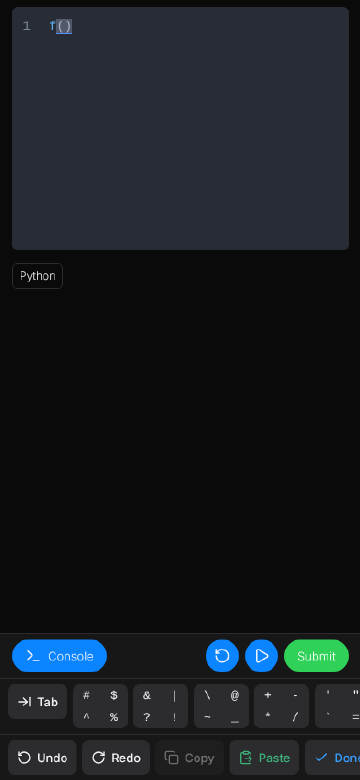 1 f()
Python
Console
Submit
Tab
# $ & | \ @ + - ' "
^ % ? ! ~ _ * / ` =
Undo Redo Copy Paste Done